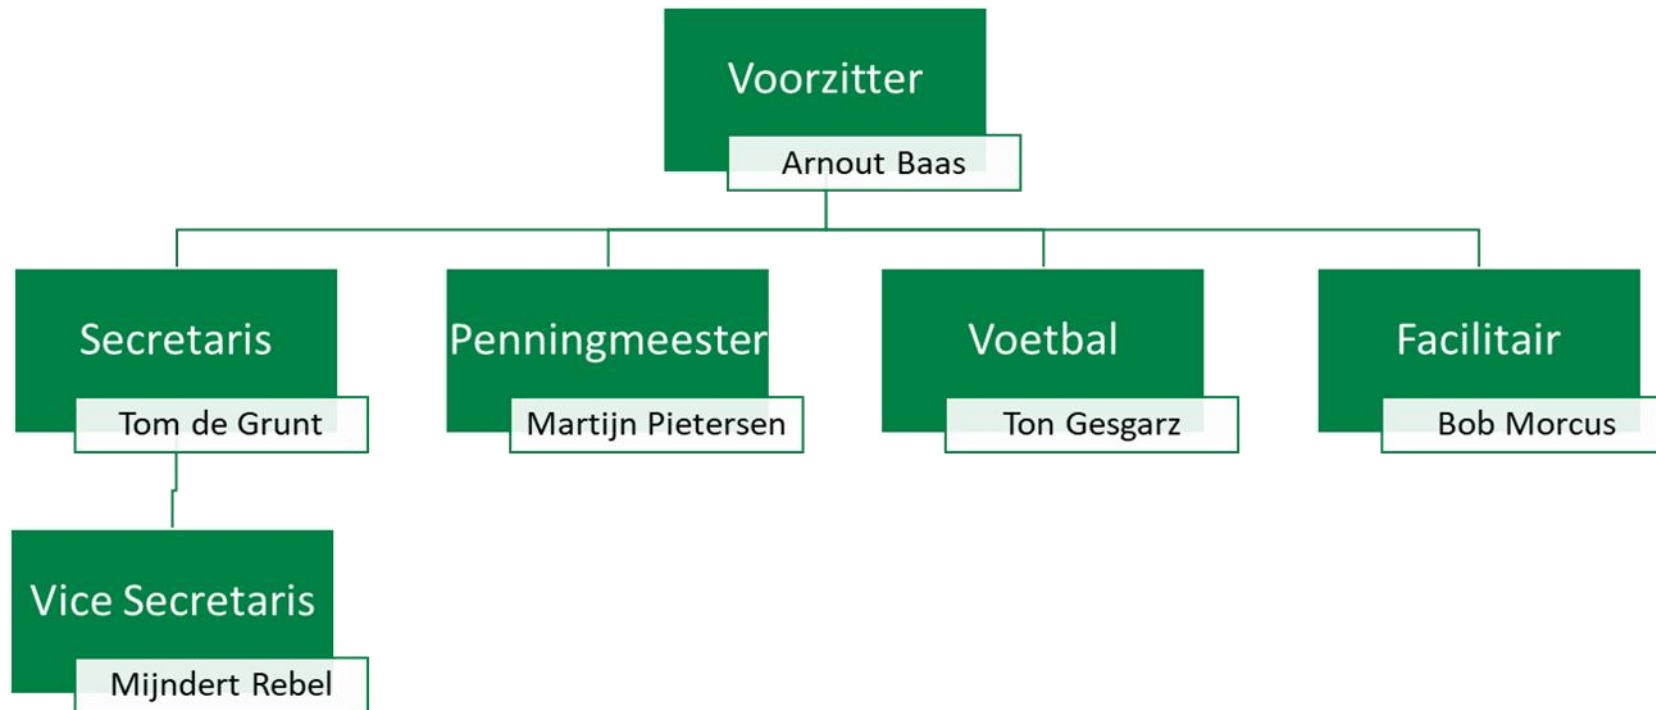 Voorzitter
Arnout Baas
Secretaris
Tom de Grunt
Penningmeester
Martijn Pietersen
Voetbal
Ton Gesgarz
Facilitair
Bob Morcus
Vice Secretaris
Mijndert Rebel